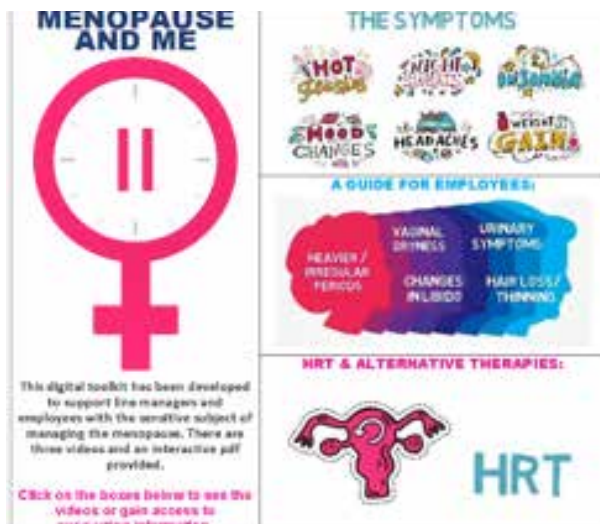 MENOPAUSE
AND ME
This digital toolkit has been developed
to support line managers and
employees with the sensitive subject of
managing the menopause. There are
three videos and an interactive pdf
provided.
Click on the boxes below to see the
videos or gain access to
THE SYMPTOMS
HOT
NIGHT
SWEATS
INSOMNIA
MOOD
CHANGES
HEADACHES
WEIGHT
GAIN
A GUIDE FOR EMPLOYEES:
HEAVIER /
IRREGULAR
PERIODS
VAGINAL
DRYNESS
URINARY
SYMPTOMS
CHANGES
IN LIBIDO
HAIR LOSS/
THINNING
HRT & ALTERNATIVE THERAPIES:
HRT